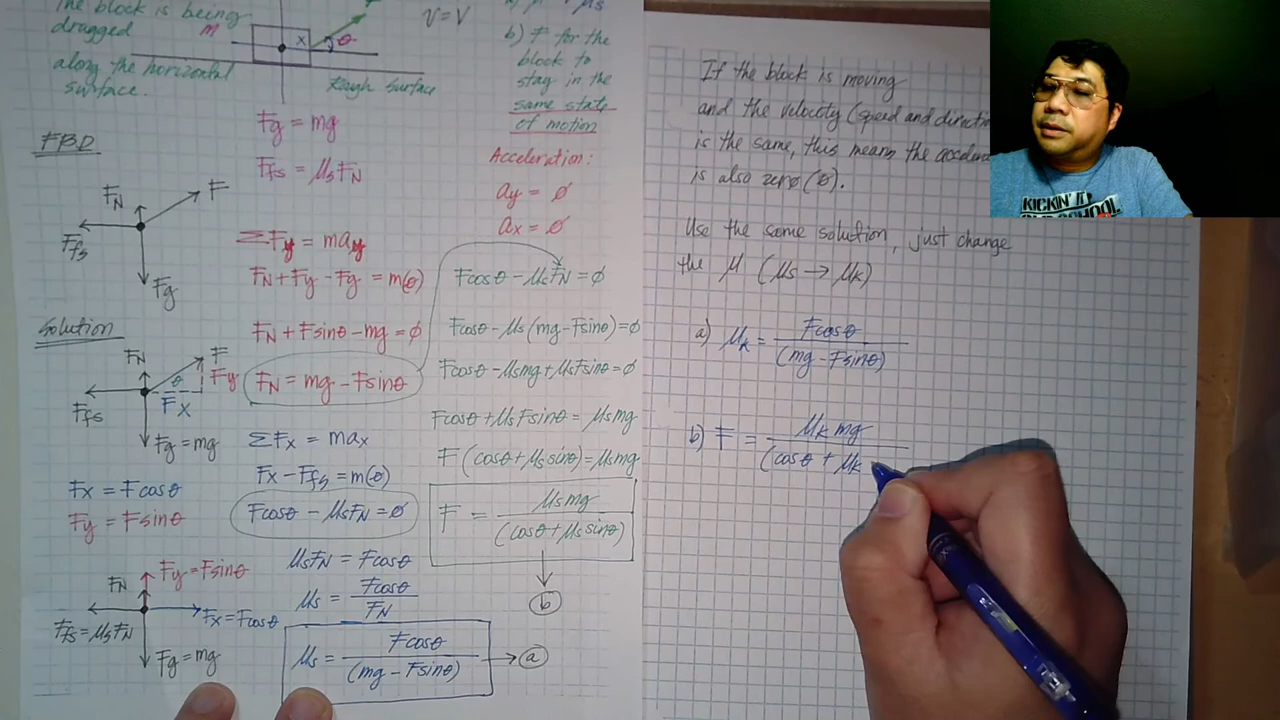 The block is being
dragged
along the horizontal
surface.
m
x
θ
V = V
Rough Surface
b) F for the
block to
stay in the
same state
of motion
Fg = mg
Ffs = μsFN
Acceleration:
ay = 0
ax = 0
F.B.D
FN
F
Ffs
Fg
ΣFy = may
FN + Fy - Fg = m(0)
FN + Fsinθ - mg = 0
FN = mg - Fsinθ
Solution
FN
F
Fy
θ
Ffs
Fx
Fg = mg
Fx = Fcosθ
Fy = Fsinθ
FN
Fy = Fsinθ
Fx = Fcosθ
Ffs = μsFN
Fg = mg
ΣFx = max
Fx - Ffs = m(0)
Fcosθ - μsFN = 0
μsFN = Fcosθ
μs = Fcosθ / FN
μs = Fcosθ / (mg - Fsinθ)
a
Fcosθ - μsFN = 0
Fcosθ - μs(mg - Fsinθ) = 0
Fcosθ - μsmg + μsFsinθ = 0
Fcosθ + μsFsinθ = μsmg
F(cosθ + μssinθ) = μsmg
F = μsmg / (cosθ + μssinθ)
b
If the block is moving
and the velocity (speed and direction
is the same, this means the
is also zero (0).
Use the same solution, just change
the μ (μs → μk)
a) μk = Fcosθ / (mg - Fsinθ)
b) F = μkmg / (cosθ + μk
KICKIN' IT
OLD SCHOOL